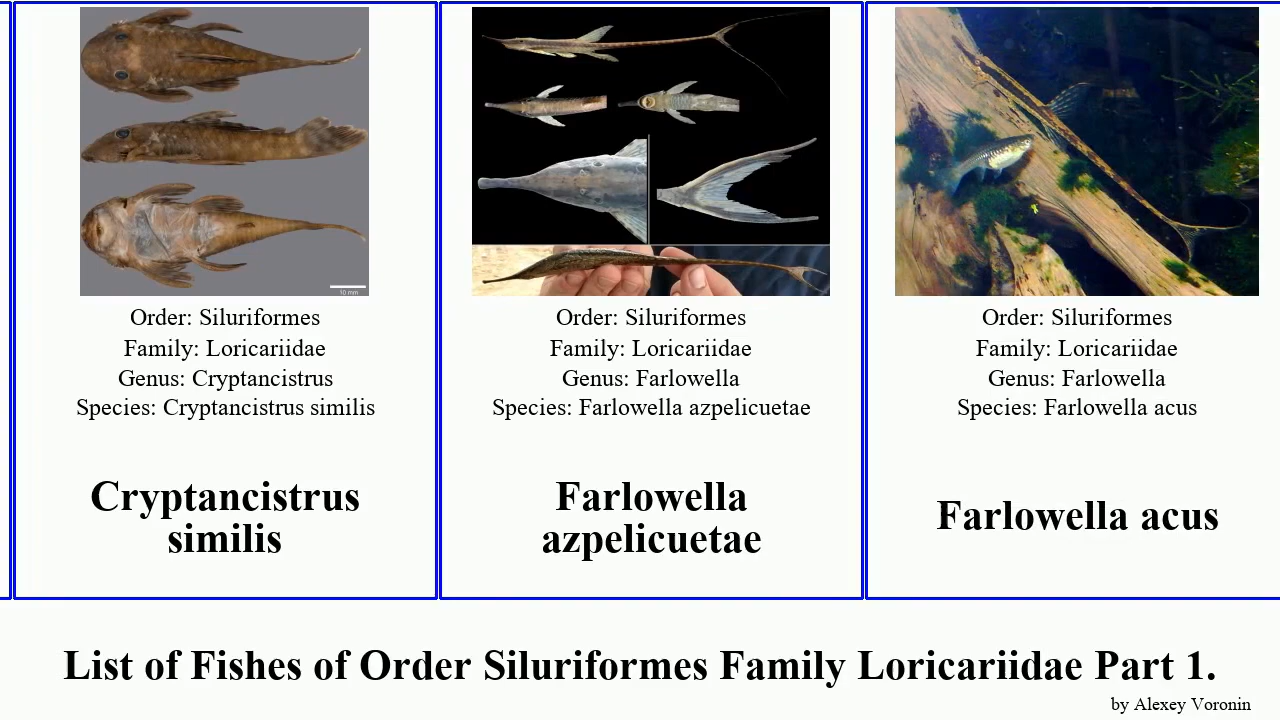 10 mm
Order: Siluriformes
Family: Loricariidae
Genus: Cryptancistrus
Species: Cryptancistrus similis
Cryptancistrus
similis
Order: Siluriformes
Family: Loricariidae
Genus: Farlowella
Species: Farlowella azpelicuetae
Farlowella
azpelicuetae
Order: Siluriformes
Family: Loricariidae
Genus: Farlowella
Species: Farlowella acus
Farlowella acus
List of Fishes of Order Siluriformes Family Loricariidae Part 1.
by Alexey Voronin